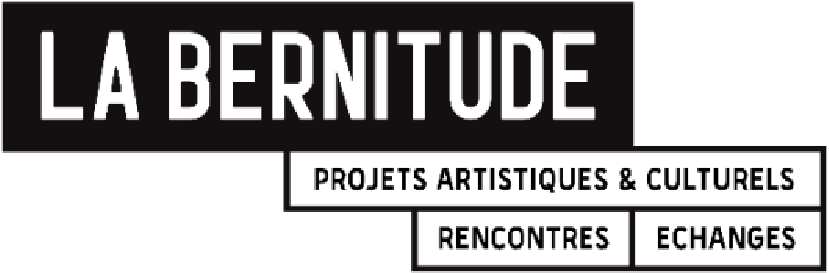 LA BERNITUDE
PROJETS ARTISTIQUES & CULTURELS
RENCONTRES ECHANGES